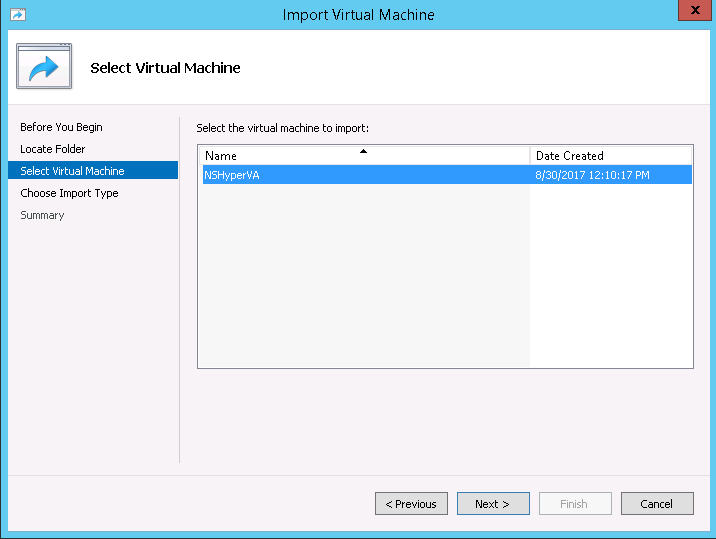 Import Virtual Machine
x
Select Virtual Machine
Before You Begin
Locate Folder
Select Virtual Machine
Choose Import Type
Summary
Select the virtual machine to import:
Name Date Created
NSHyperVA 8/30/2017 12:10:17 PM
< Previous Next > Finish Cancel